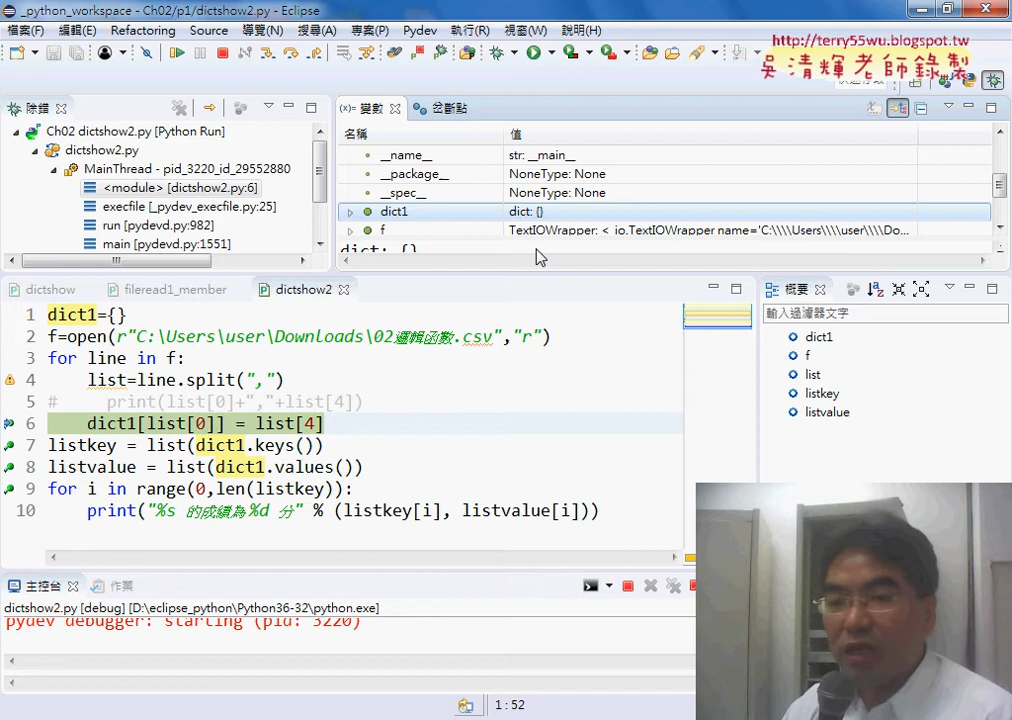 _python_workspace - Ch02/p1/dictshow2.py - Eclipse
檔案(F) 編輯(E) Refactoring Source 導覽(N) 搜尋(A) 專案(P) Pydev 執行(R) 視窗(W) 說明(H)
http://terry55wu.blogspot.tw
吳清輝老師錄製
除錯
Ch02 dictshow2.py [Python Run]
dictshow2.py
MainThread - pid_3220_id_29552880
<module> [dictshow2.py:6]
execfile [_pydev_execfile.py:25]
run [pydevd.py:982]
main [pydevd.py:1551]
(x)= 變數 岔斷點
名稱 值
__name__ str: __main__
__package__ NoneType: None
__spec__ NoneType: None
dict1 dict: {}
f TextIOWrapper: < io.TextIOWrapper name='C:\\\\Users\\\\user\\\\Do...
dict: {}
dictshow fileread1_member dictshow2
1 dict1={}
2 f=open(r"C:\Users\user\Downloads\02邏輯函數.csv","r")
3 for line in f:
4 list=line.split(",")
5 # print(list[0]+","+list[4])
6 dict1[list[0]] = list[4]
7 listkey = list(dict1.keys())
8 listvalue = list(dict1.values())
9 for i in range(0,len(listkey)):
10 print("%s 的成績為%d 分" % (listkey[i], listvalue[i]))
概要
輸入過濾器文字
dict1
f
list
listkey
listvalue
主控台 作業
dictshow2.py [debug] [D:\eclipse_python\Python36-32\python.exe]
pydev debugger: starting (pid: 3220)
1 : 52